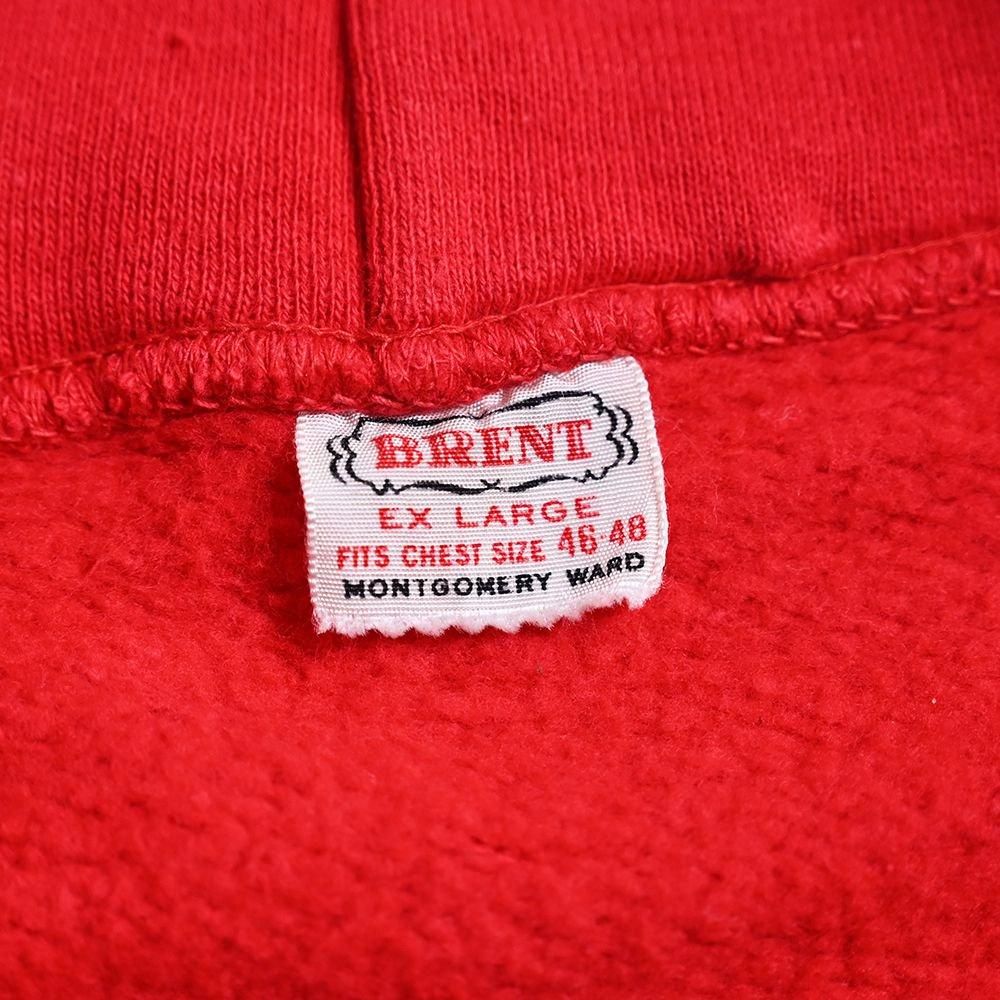 BRENT
EX LARGE
FITS CHEST SIZE 46-48
MONTGOMERY WARD